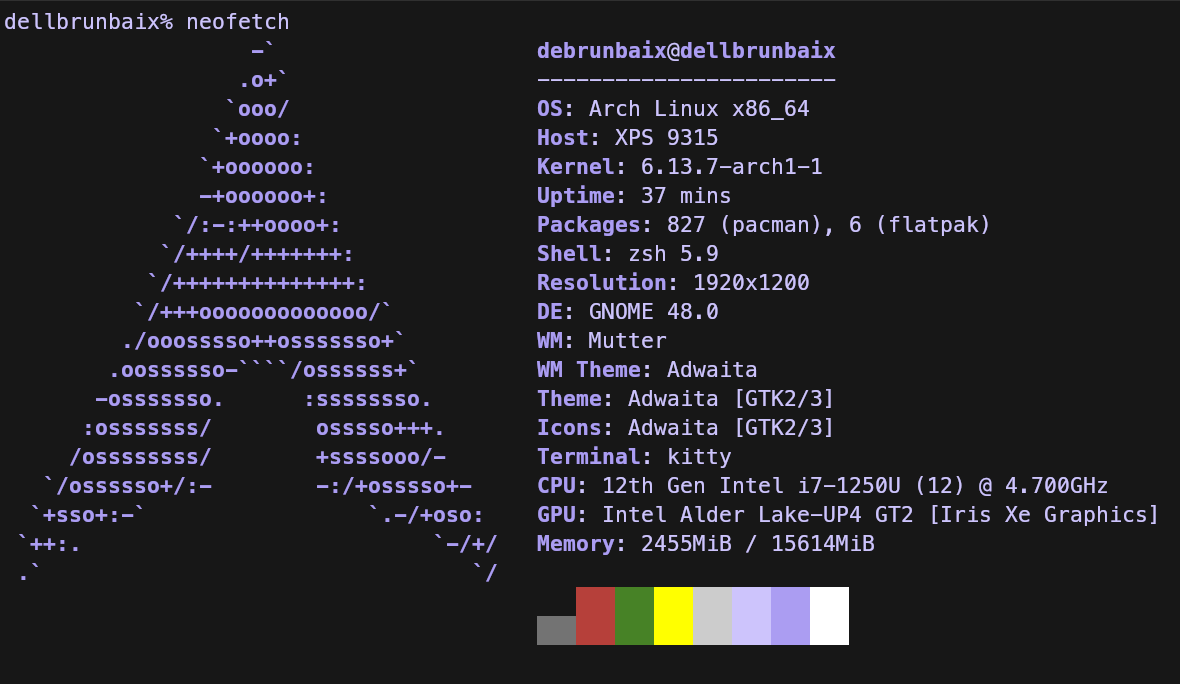 dellbrunbaix% neofetch
                   -`                    debrunbaix@dellbrunbaix
                  .o+`                   -----------------------
                 `ooo/                   OS: Arch Linux x86_64
                `+oooo:                  Host: XPS 9315
               `+oooooo:                 Kernel: 6.13.7-arch1-1
               -+oooooo+:                Uptime: 37 mins
             `/:-:++oooo+:               Packages: 827 (pacman), 6 (flatpak)
            `/++++/+++++++:              Shell: zsh 5.9
           `/++++++++++++++:             Resolution: 1920x1200
          `/+++ooooooooooooo/`           DE: GNOME 48.0
         ./ooosssso++osssssso+`          WM: Mutter
        .oossssso-````/ossssss+`         WM Theme: Adwaita
       -osssssso.      :ssssssso.        Theme: Adwaita [GTK2/3]
      :osssssss/        osssso+++.       Icons: Adwaita [GTK2/3]
     /ossssssss/        +ssssooo/-       Terminal: kitty
   `/ossssso+/:-        -:/+osssso+-     CPU: 12th Gen Intel i7-1250U (12) @ 4.700GHz
  `+sso+:-`                 `.-/+oso:    GPU: Intel Alder Lake-UP4 GT2 [Iris Xe Graphics]
 `++:.                           `-/+/   Memory: 2455MiB / 15614MiB
 .`                                 `/